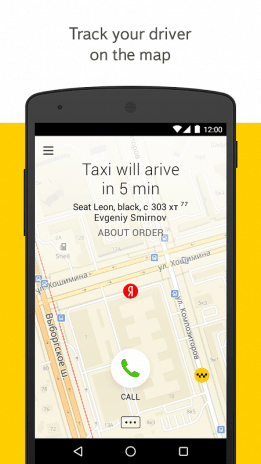 Track your driver
on the map
12:00
Taxi will arive
in 5 min
Seat Leon, black, c 303 хт 77
Evgeniy Smirnov
ABOUT ORDER
Shell
ул. Хошимина
ул. Хошимина
Я
Выборгское ш.
ул. Композиторов
CALL